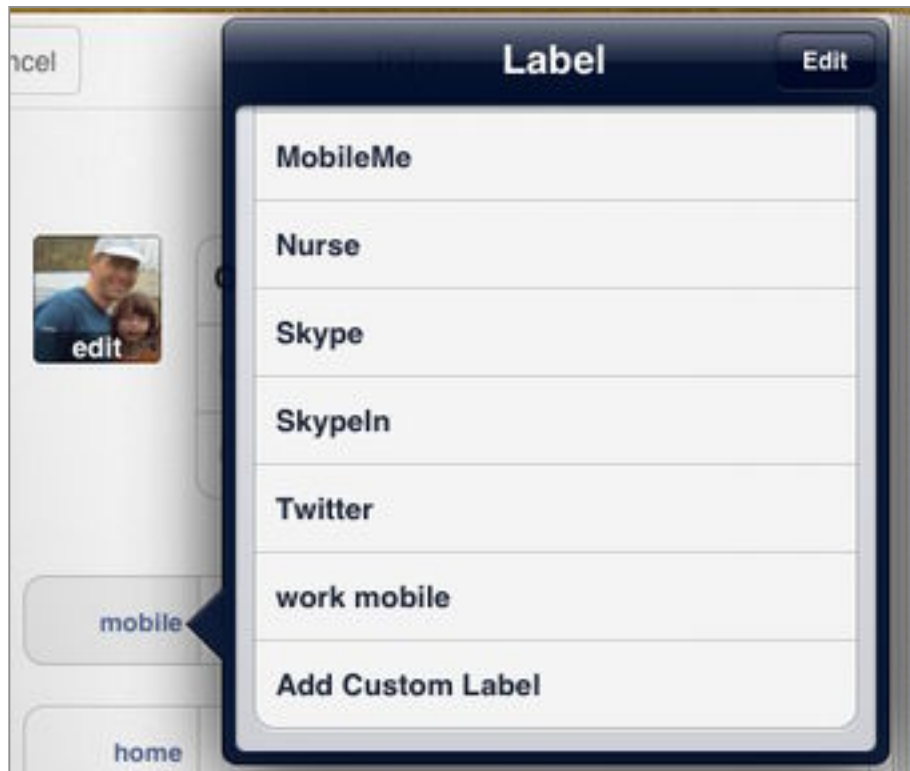 ncel
Label
Edit
MobileMe
Nurse
Skype
SkypeIn
Twitter
work mobile
Add Custom Label
edit
mobile
home